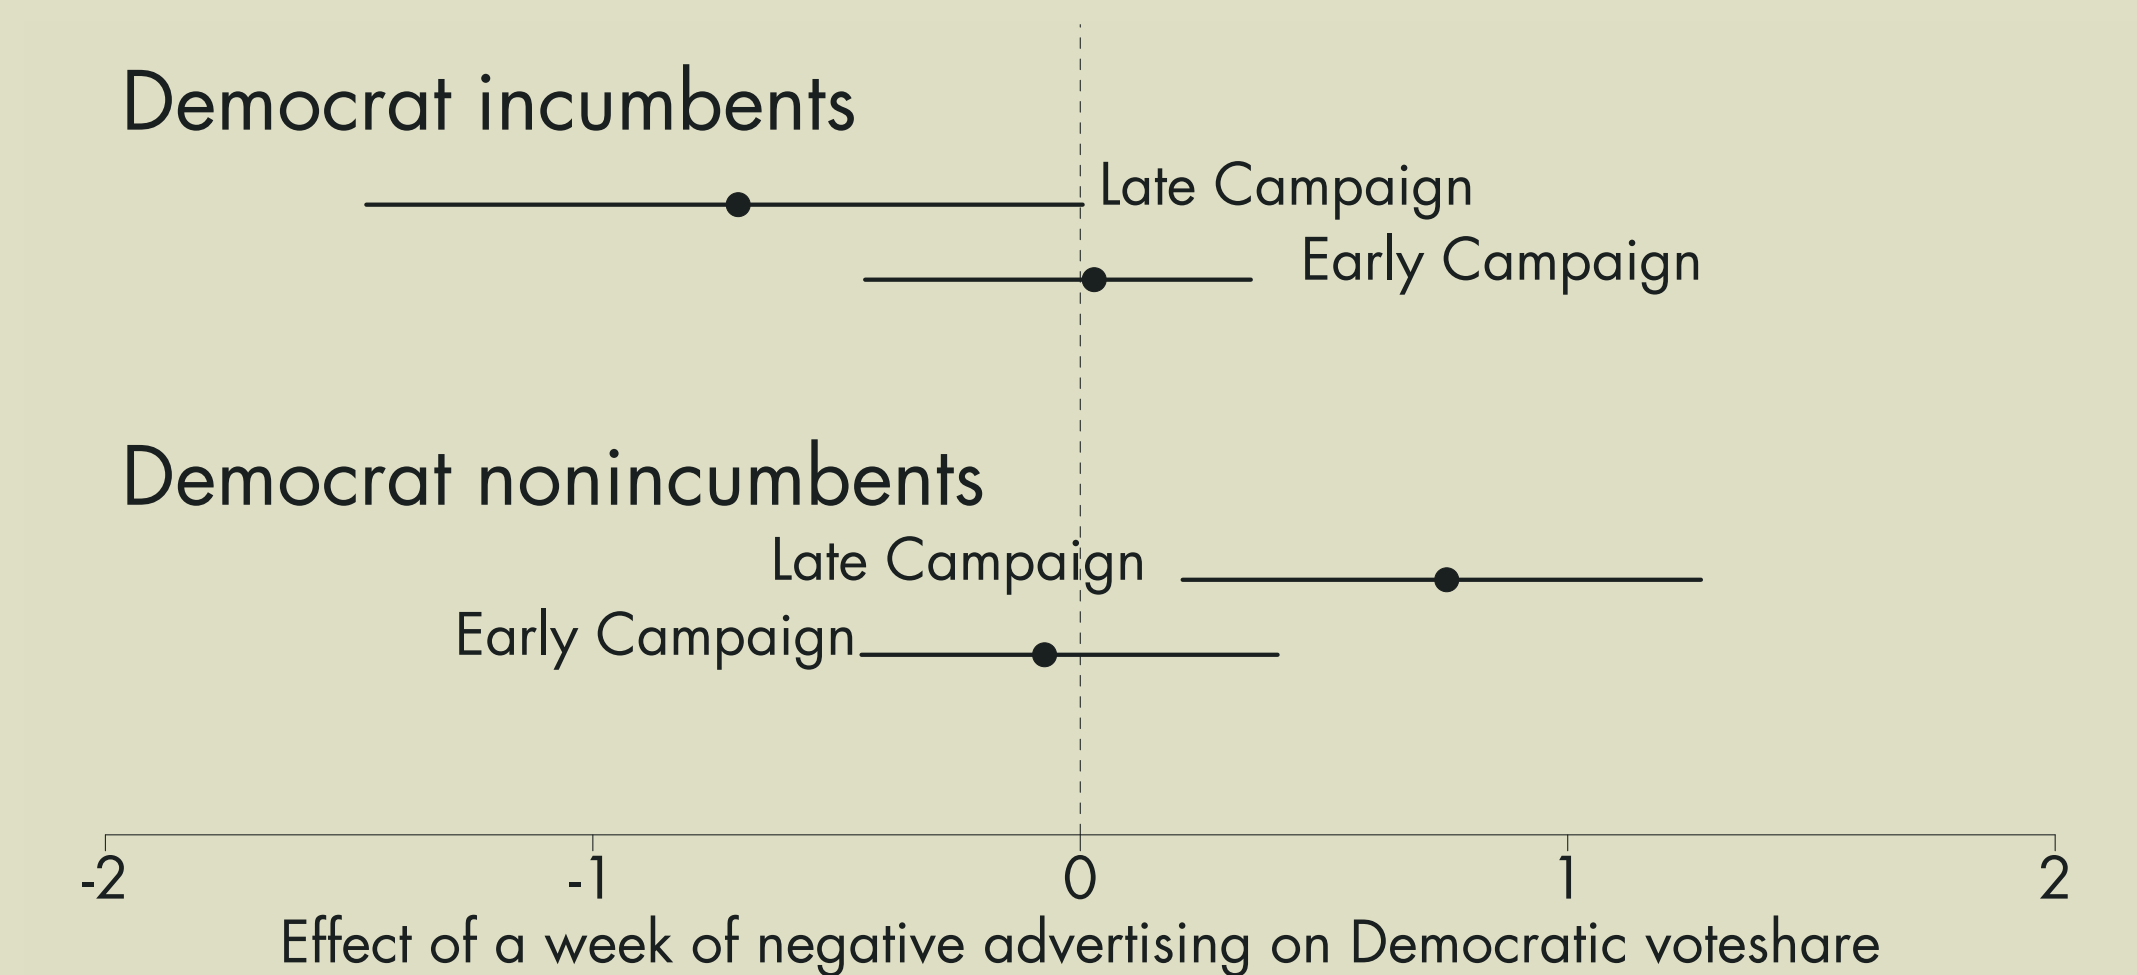 Democrat incumbents
Late Campaign
Early Campaign
Democrat nonincumbents
Late Campaign
Early Campaign
-2 -1 0 1 2
Effect of a week of negative advertising on Democratic voteshare